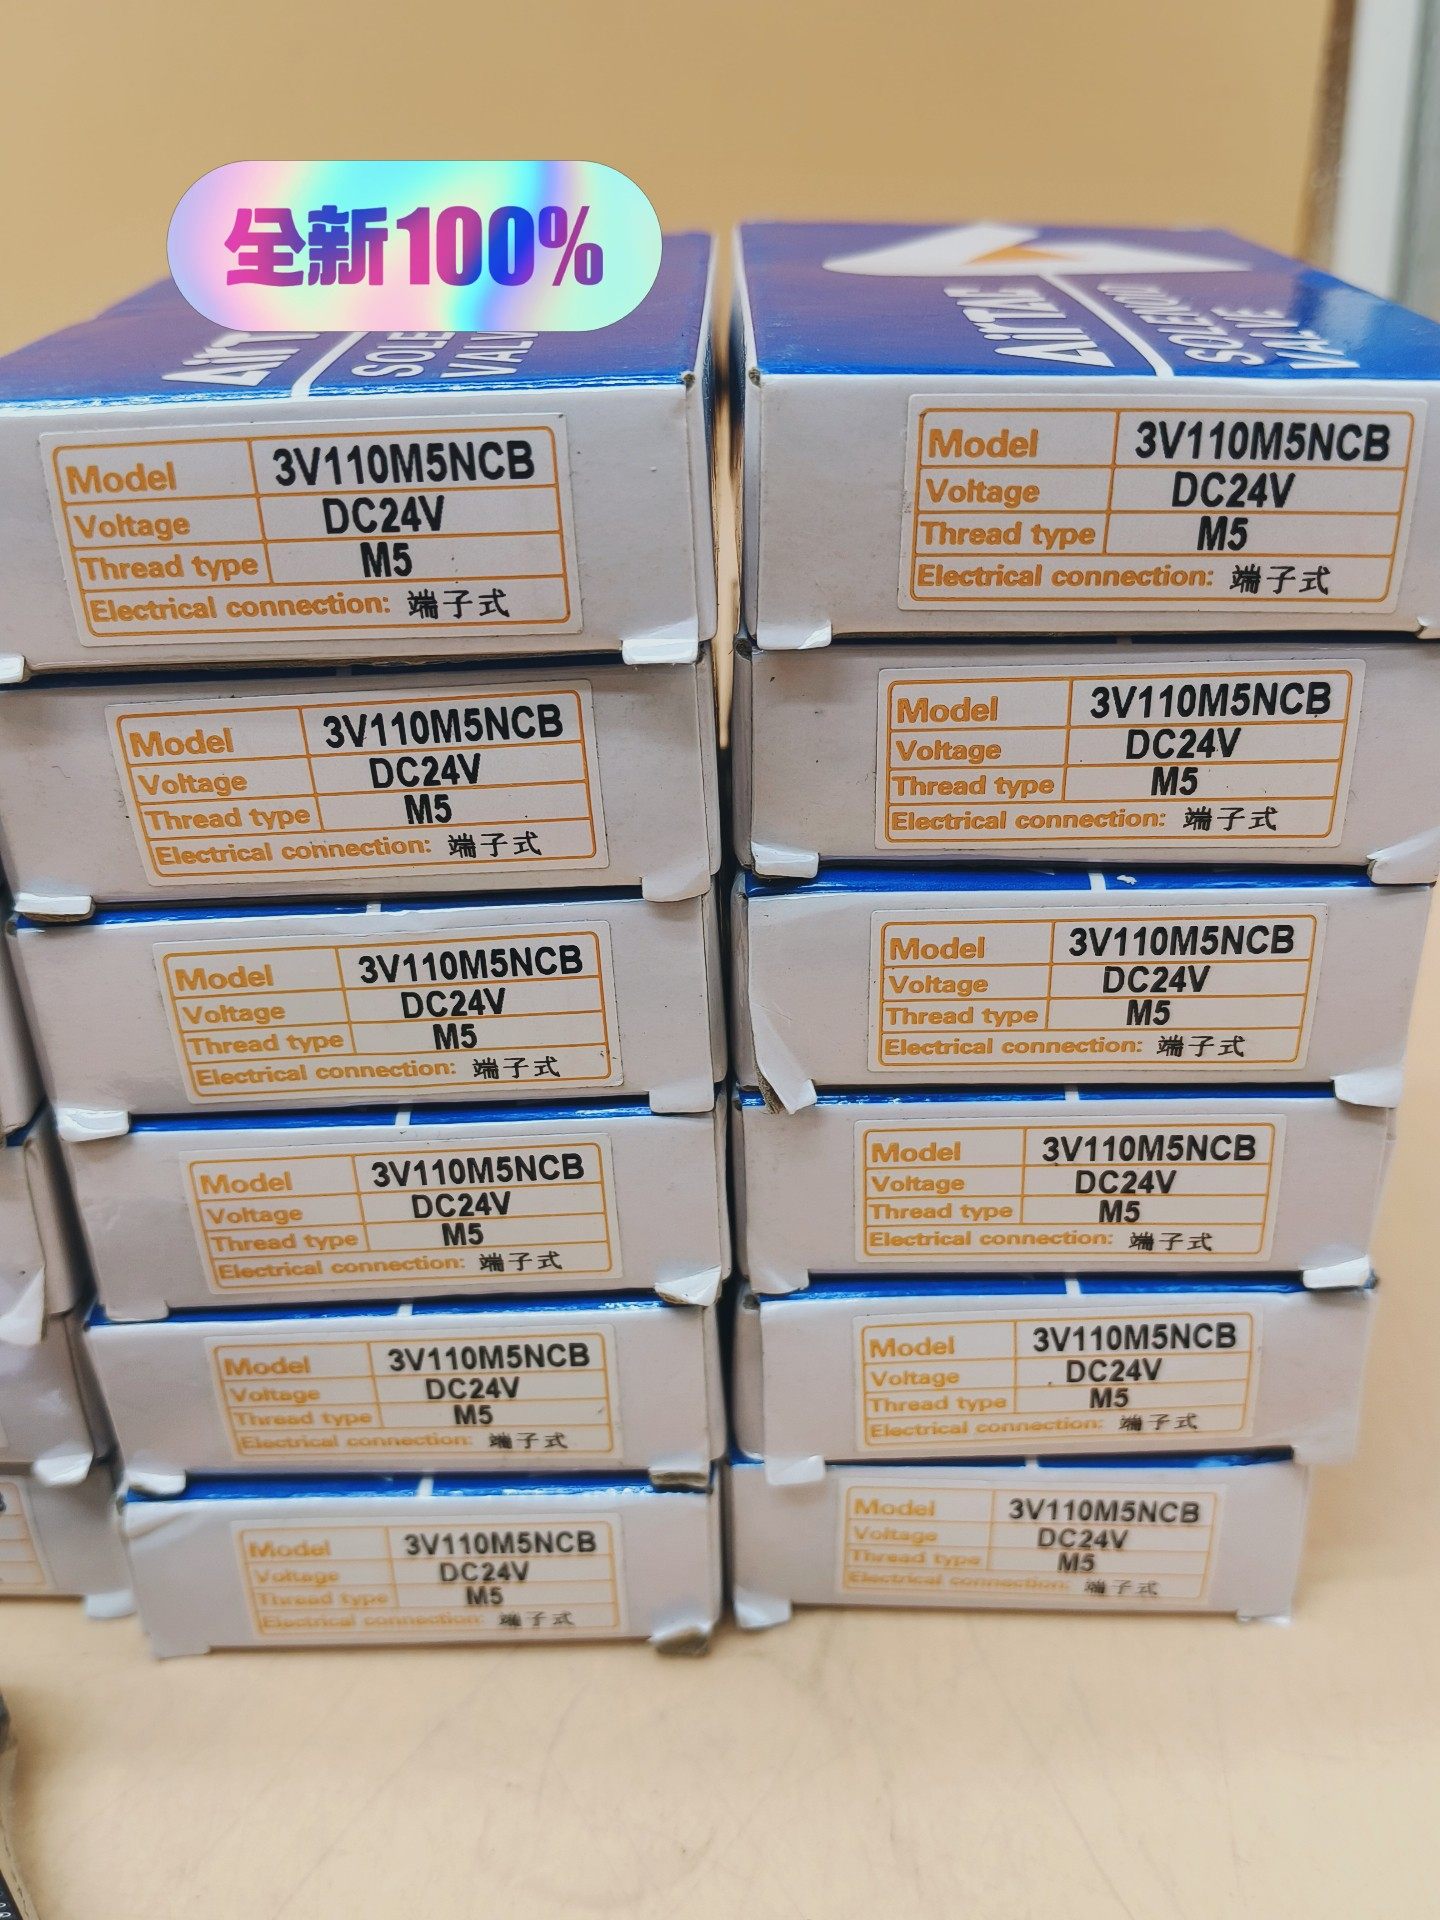 全新100%
AirTAC
SOLENOID
VALVE
Model 3V110M5NCB
Voltage DC24V
Thread type M5
Electrical connection: 端子式
Model 3V110M5NCB
Voltage DC24V
Thread type M5
Electrical connection: 端子式
Model 3V110M5NCB
Voltage DC24V
Thread type M5
Electrical connection: 端子式
Model 3V110M5NCB
Voltage DC24V
Thread type M5
Electrical connection: 端子式
Model 3V110M5NCB
Voltage DC24V
Thread type M5
Electrical connection: 端子式
Model 3V110M5NCB
Voltage DC24V
Thread type M5
Electrical connection: 端子式
Model 3V110M5NCB
Voltage DC24V
Thread type M5
Electrical connection: 端子式
Model 3V110M5NCB
Voltage DC24V
Thread type M5
Electrical connection: 端子式
Model 3V110M5NCB
Voltage DC24V
Thread type M5
Electrical connection: 端子式
Model 3V110M5NCB
Voltage DC24V
Thread type M5
Electrical connection: 端子式
Model 3V110M5NCB
Voltage DC24V
Thread type M5
Electrical connection: 端子式
Model 3V110M5NCB
Voltage DC24V
Thread type M5
Electrical connection: 端子式